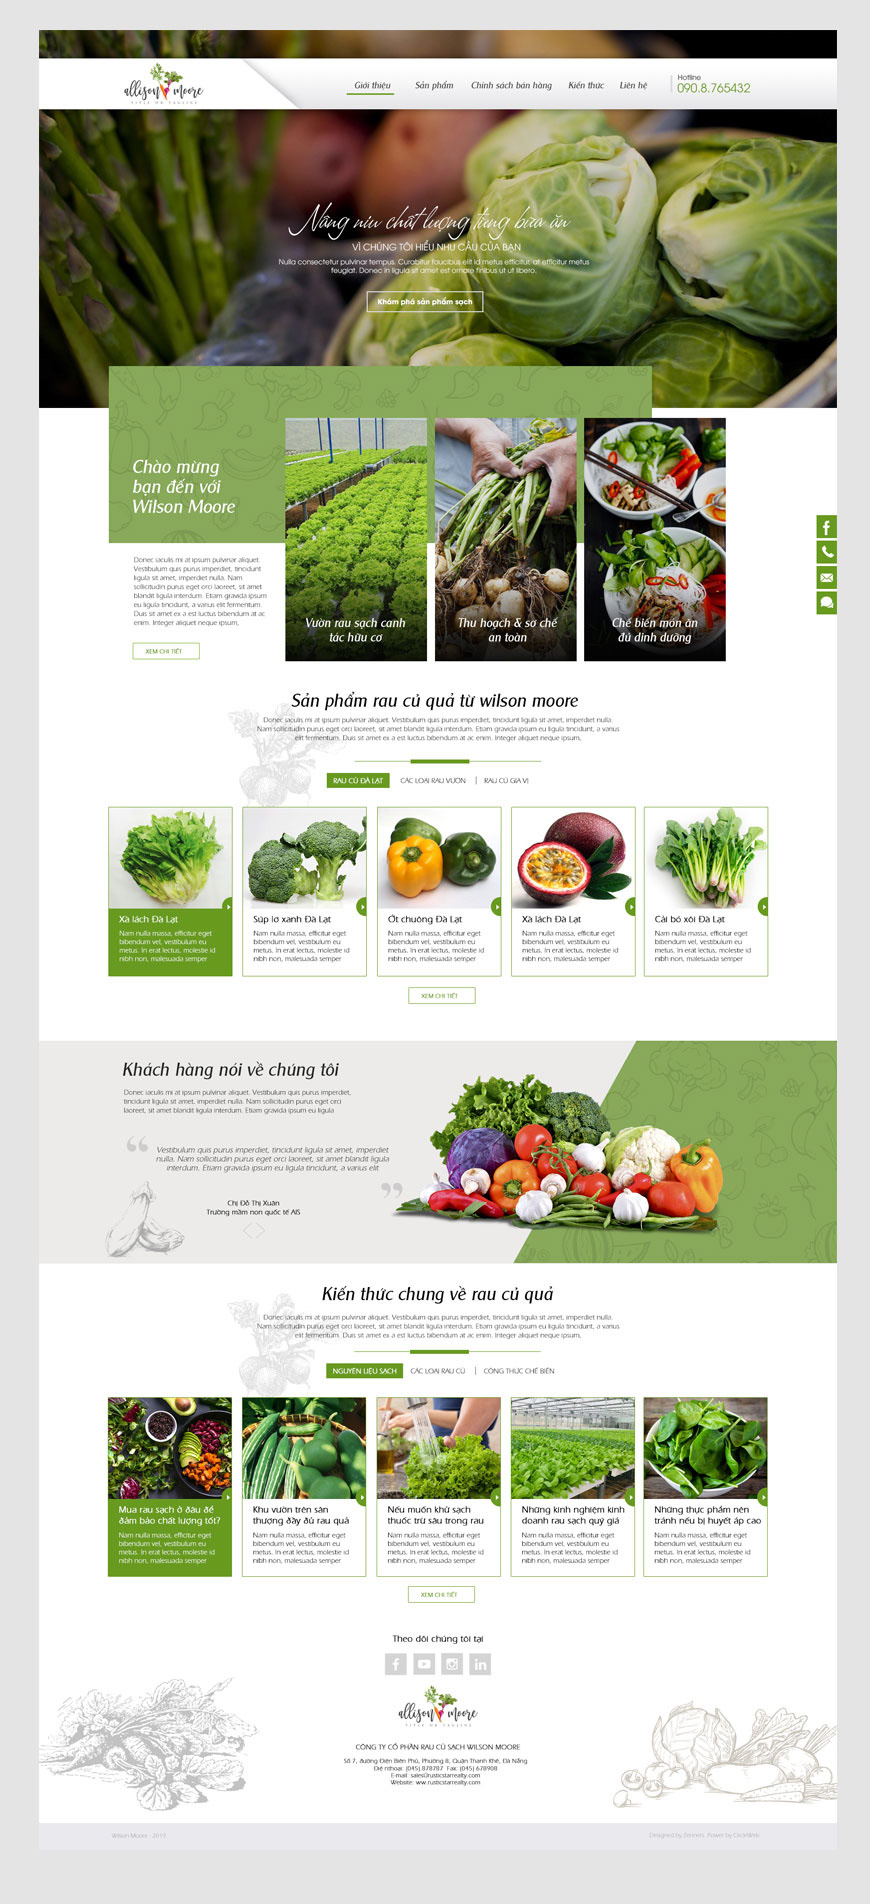 allison moore
TITLE OR TAGLINE
Giới thiệu
Sản phẩm
Chính sách bán hàng
Kiến thức
Liên hệ
Hotline
090.8.765432
Nâng niu chất lượng từng bữa ăn
VÌ CHÚNG TÔI HIỂU NHU CẦU CỦA BẠN
Nulla consectetur pulvinar tempus. Curabitur faucibus elit id metus efficitur, at efficitur metus
feugiat. Donec in ligula sit amet est ornare finibus ut ut libero.
Khám phá sản phẩm sạch
Chào mừng
bạn đến với
Wilson Moore
Donec iaculis mi at ipsum pulvinar aliquet.
Vestibulum quis purus imperdiet, tincidunt
ligula sit amet, imperdiet nulla. Nam
sollicitudin purus eget orci laoreet, sit amet
blandit ligula interdum. Etiam gravida ipsum
eu ligula tincidunt, a varius elit fermentum.
Duis sit amet ex a est luctus bibendum at ac
enim. Integer aliquet neque ipsum,
XEM CHI TIẾT
Vườn rau sạch canh
tác hữu cơ
Thu hoạch & sơ chế
an toàn
Chế biến món ăn
đủ dinh dưỡng
Sản phẩm rau củ quả từ wilson moore
Donec iaculis mi at ipsum pulvinar aliquet. Vestibulum quis purus imperdiet, tincidunt ligula sit amet, imperdiet nulla.
Nam sollicitudin purus eget orci laoreet, sit amet blandit ligula interdum. Etiam gravida ipsum eu ligula tincidunt, a varius
elit fermentum. Duis sit amet ex a est luctus bibendum at ac enim. Integer aliquet neque ipsum,
RAU CỦ ĐÀ LẠT
CÁC LOẠI RAU VƯỜN
RAU CỦ GIA VỊ
Xà lách Đà Lạt
Nam nulla massa, efficitur eget
bibendum vel, vestibulum eu
metus. In erat lectus, molestie id
nibh non, malesuada semper
Súp lơ xanh Đà Lạt
Nam nulla massa, efficitur eget
bibendum vel, vestibulum eu
metus. In erat lectus, molestie id
nibh non, malesuada semper
Ớt chuông Đà Lạt
Nam nulla massa, efficitur eget
bibendum vel, vestibulum eu
metus. In erat lectus, molestie id
nibh non, malesuada semper
Xà lách Đà Lạt
Nam nulla massa, efficitur eget
bibendum vel, vestibulum eu
metus. In erat lectus, molestie id
nibh non, malesuada semper
Cải bó xôi Đà Lạt
Nam nulla massa, efficitur eget
bibendum vel, vestibulum eu
metus. In erat lectus, molestie id
nibh non, malesuada semper
XEM CHI TIẾT
Khách hàng nói về chúng tôi
Donec iaculis mi at ipsum pulvinar aliquet. Vestibulum quis purus imperdiet,
tincidunt ligula sit amet, imperdiet nulla. Nam sollicitudin purus eget orci
laoreet, sit amet blandit ligula interdum. Etiam gravida ipsum eu ligula
Vestibulum quis purus imperdiet, tincidunt ligula sit amet, imperdiet
nulla. Nam sollicitudin purus eget orci laoreet, sit amet blandit ligula
interdum. Etiam gravida ipsum eu ligula tincidunt, a varius elit
Chị Đỗ Thị Xuân
Trường mầm non quốc tế AIS
Kiến thức chung về rau củ quả
Donec iaculis mi at ipsum pulvinar aliquet. Vestibulum quis purus imperdiet, tincidunt ligula sit amet, imperdiet nulla.
Nam sollicitudin purus eget orci laoreet, sit amet blandit ligula interdum. Etiam gravida ipsum eu ligula tincidunt, a varius
elit fermentum. Duis sit amet ex a est luctus bibendum at ac enim. Integer aliquet neque ipsum,
NGUYÊN LIỆU SẠCH
CÁC LOẠI RAU CỦ
CÔNG THỨC CHẾ BIẾN
Mua rau sạch ở đâu để
đảm bảo chất lượng tốt?
Nam nulla massa, efficitur eget
bibendum vel, vestibulum eu
metus. In erat lectus, molestie id
nibh non, malesuada semper
Khu vườn trên sân
thượng đầy đủ rau quả
Nam nulla massa, efficitur eget
bibendum vel, vestibulum eu
metus. In erat lectus, molestie id
nibh non, malesuada semper
Nếu muốn khử sạch
thuốc trừ sâu trong rau
Nam nulla massa, efficitur eget
bibendum vel, vestibulum eu
metus. In erat lectus, molestie id
nibh non, malesuada semper
Những kinh nghiệm kinh
doanh rau sạch quý giá
Nam nulla massa, efficitur eget
bibendum vel, vestibulum eu
metus. In erat lectus, molestie id
nibh non, malesuada semper
Những thực phẩm nên
tránh nếu bị huyết áp cao
Nam nulla massa, efficitur eget
bibendum vel, vestibulum eu
metus. In erat lectus, molestie id
nibh non, malesuada semper
XEM CHI TIẾT
Theo dõi chúng tôi tại
allison moore
TITLE OR TAGLINE
CÔNG TY CỔ PHẦN RAU CỦ SẠCH WILSON MOORE
Số 7, đường Điện Biên Phủ, Phường 8, Quận Thanh Khê, Đà Nẵng
(045).878787 Fax: (045) 678908
E-mail: sales@rusticstarrealty.com
Website: ww.rusticstarrealty.com
Wilson Moore - 2019
Designed by Zenners. Power by